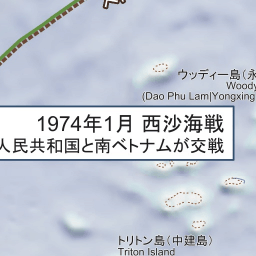 ウッディー島（永
Woody
(Dao Phu Lam|Yongxing
1974年1月 西沙海戦
人民共和国と南ベトナムが交戦
トリトン島（中建島）
Triton Island